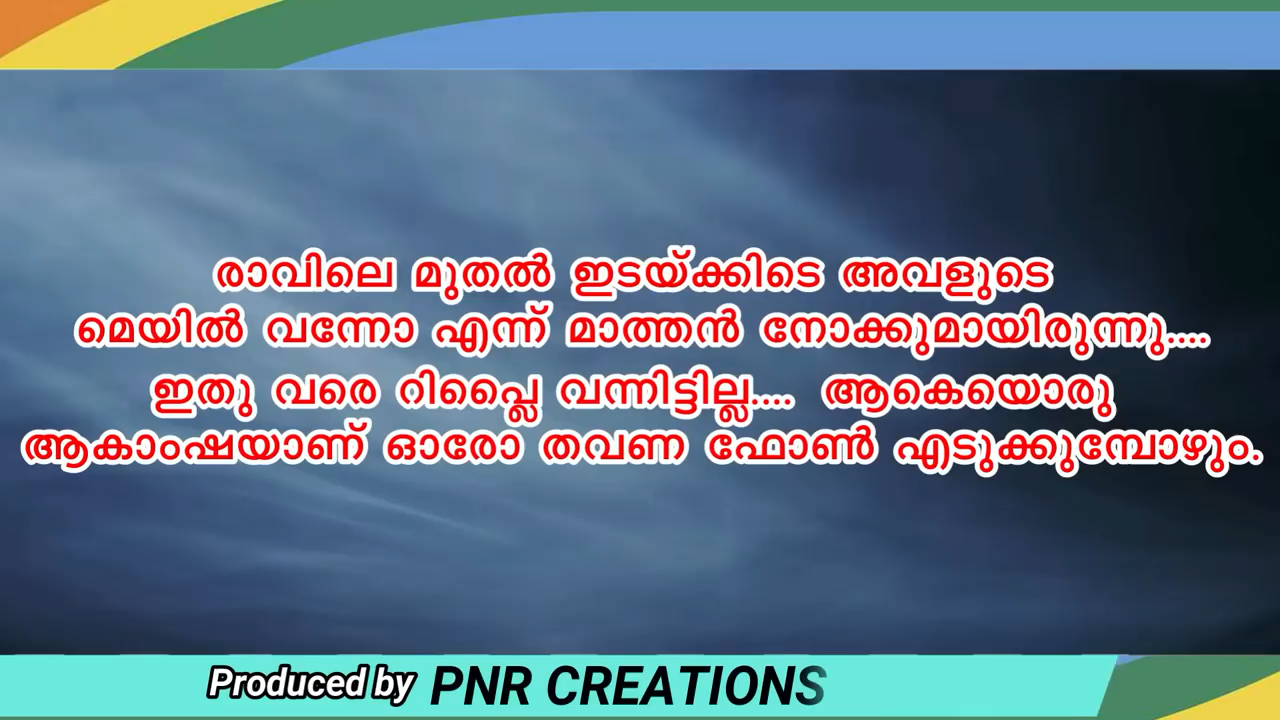 രാവിലെ മുതൽ ഇടയ്ക്കിടെ അവളുടെ
മെയിൽ വന്നോ എന്ന് മാത്തൻ നോക്കുമായിരുന്നു....
ഇതു വരെ റിപ്ലൈ വന്നിട്ടില്ല.... ആകെയൊരു
ആകാംഷയാണ് ഓരോ തവണ ഫോൺ എടുക്കുമ്പോഴും.
Produced by PNR CREATIONS